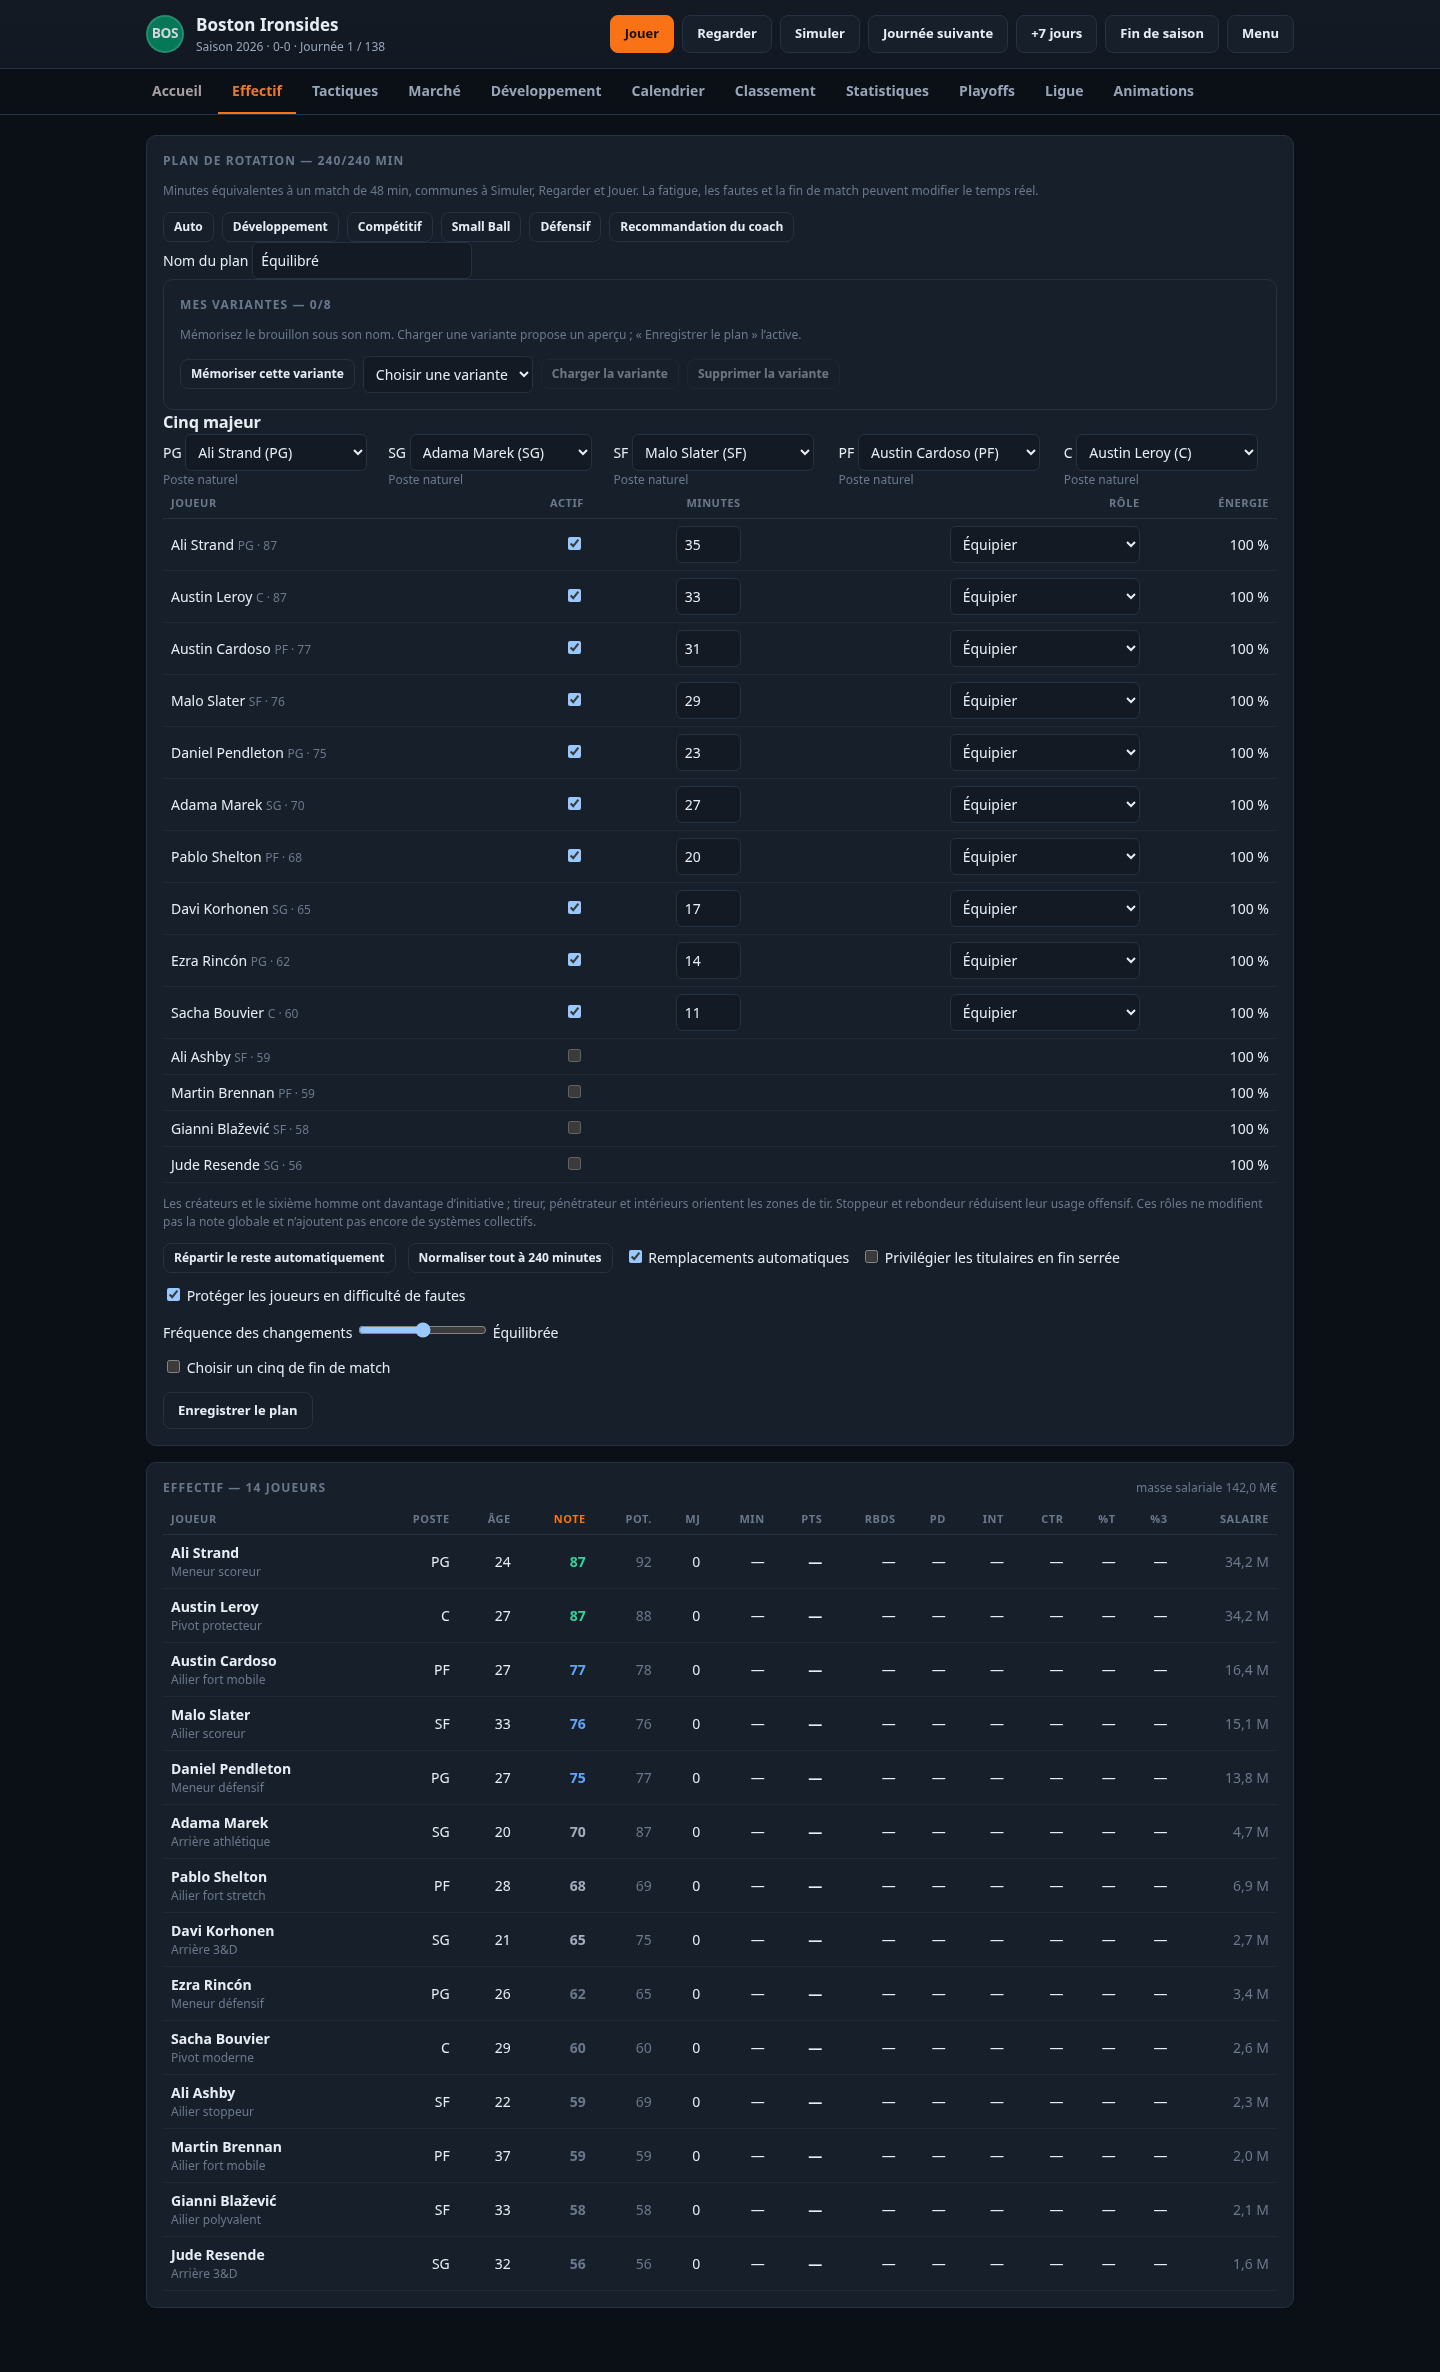 BOS
Boston Ironsides
Saison 2026 · 0-0 · Journée 1 / 138
Jouer Regarder Simuler Journée suivante +7 jours Fin de saison Menu
Accueil Effectif Tactiques Marché Développement Calendrier Classement Statistiques Playoffs Ligue Animations
PLAN DE ROTATION — 240/240 MIN
Minutes équivalentes à un match de 48 min, communes à Simuler, Regarder et Jouer. La fatigue, les fautes et la fin de match peuvent modifier le temps réel.
Auto Développement Compétitif Small Ball Défensif Recommandation du coach
Nom du plan Équilibré
MES VARIANTES — 0/8
Mémorisez le brouillon sous son nom. Charger une variante propose un aperçu ; « Enregistrer le plan » l’active.
Mémoriser cette variante Choisir une variante Charger la variante Supprimer la variante
Cinq majeur
PG Ali Strand (PG) SG Adama Marek (SG) SF Malo Slater (SF) PF Austin Cardoso (PF) C Austin Leroy (C)
Poste naturel Poste naturel Poste naturel Poste naturel Poste naturel
JOUEUR ACTIF MINUTES RÔLE ÉNERGIE
Ali Strand PG · 87 35 Équipier 100 %
Austin Leroy C · 87 33 Équipier 100 %
Austin Cardoso PF · 77 31 Équipier 100 %
Malo Slater SF · 76 29 Équipier 100 %
Daniel Pendleton PG · 75 23 Équipier 100 %
Adama Marek SG · 70 27 Équipier 100 %
Pablo Shelton PF · 68 20 Équipier 100 %
Davi Korhonen SG · 65 17 Équipier 100 %
Ezra Rincón PG · 62 14 Équipier 100 %
Sacha Bouvier C · 60 11 Équipier 100 %
Ali Ashby SF · 59 100 %
Martin Brennan PF · 59 100 %
Gianni Blažević SF · 58 100 %
Jude Resende SG · 56 100 %
Les créateurs et le sixième homme ont davantage d’initiative ; tireur, pénétrateur et intérieurs orientent les zones de tir. Stoppeur et rebondeur réduisent leur usage offensif. Ces rôles ne modifient
pas la note globale et n’ajoutent pas encore de systèmes collectifs.
Répartir le reste automatiquement Normaliser tout à 240 minutes Remplacements automatiques Privilégier les titulaires en fin serrée
Protéger les joueurs en difficulté de fautes
Fréquence des changements Équilibrée
Choisir un cinq de fin de match
Enregistrer le plan
EFFECTIF — 14 JOUEURS masse salariale 142,0 M€
JOUEUR POSTE ÂGE NOTE POT. MJ MIN PTS RBDS PD INT CTR %T %3 SALAIRE
Ali Strand
Meneur scoreur
PG 24 87 92 0 — — — — — — — — 34,2 M
Austin Leroy
Pivot protecteur
C 27 87 88 0 — — — — — — — — 34,2 M
Austin Cardoso
Ailier fort mobile
PF 27 77 78 0 — — — — — — — — 16,4 M
Malo Slater
Ailier scoreur
SF 33 76 76 0 — — — — — — — — 15,1 M
Daniel Pendleton
Meneur défensif
PG 27 75 77 0 — — — — — — — — 13,8 M
Adama Marek
Arrière athlétique
SG 20 70 87 0 — — — — — — — — 4,7 M
Pablo Shelton
Ailier fort stretch
PF 28 68 69 0 — — — — — — — — 6,9 M
Davi Korhonen
Arrière 3&D
SG 21 65 75 0 — — — — — — — — 2,7 M
Ezra Rincón
Meneur défensif
PG 26 62 65 0 — — — — — — — — 3,4 M
Sacha Bouvier
Pivot moderne
C 29 60 60 0 — — — — — — — — 2,6 M
Ali Ashby
Ailier stoppeur
SF 22 59 69 0 — — — — — — — — 2,3 M
Martin Brennan
Ailier fort mobile
PF 37 59 59 0 — — — — — — — — 2,0 M
Gianni Blažević
Ailier polyvalent
SF 33 58 58 0 — — — — — — — — 2,1 M
Jude Resende
Arrière 3&D
SG 32 56 56 0 — — — — — — — — 1,6 M